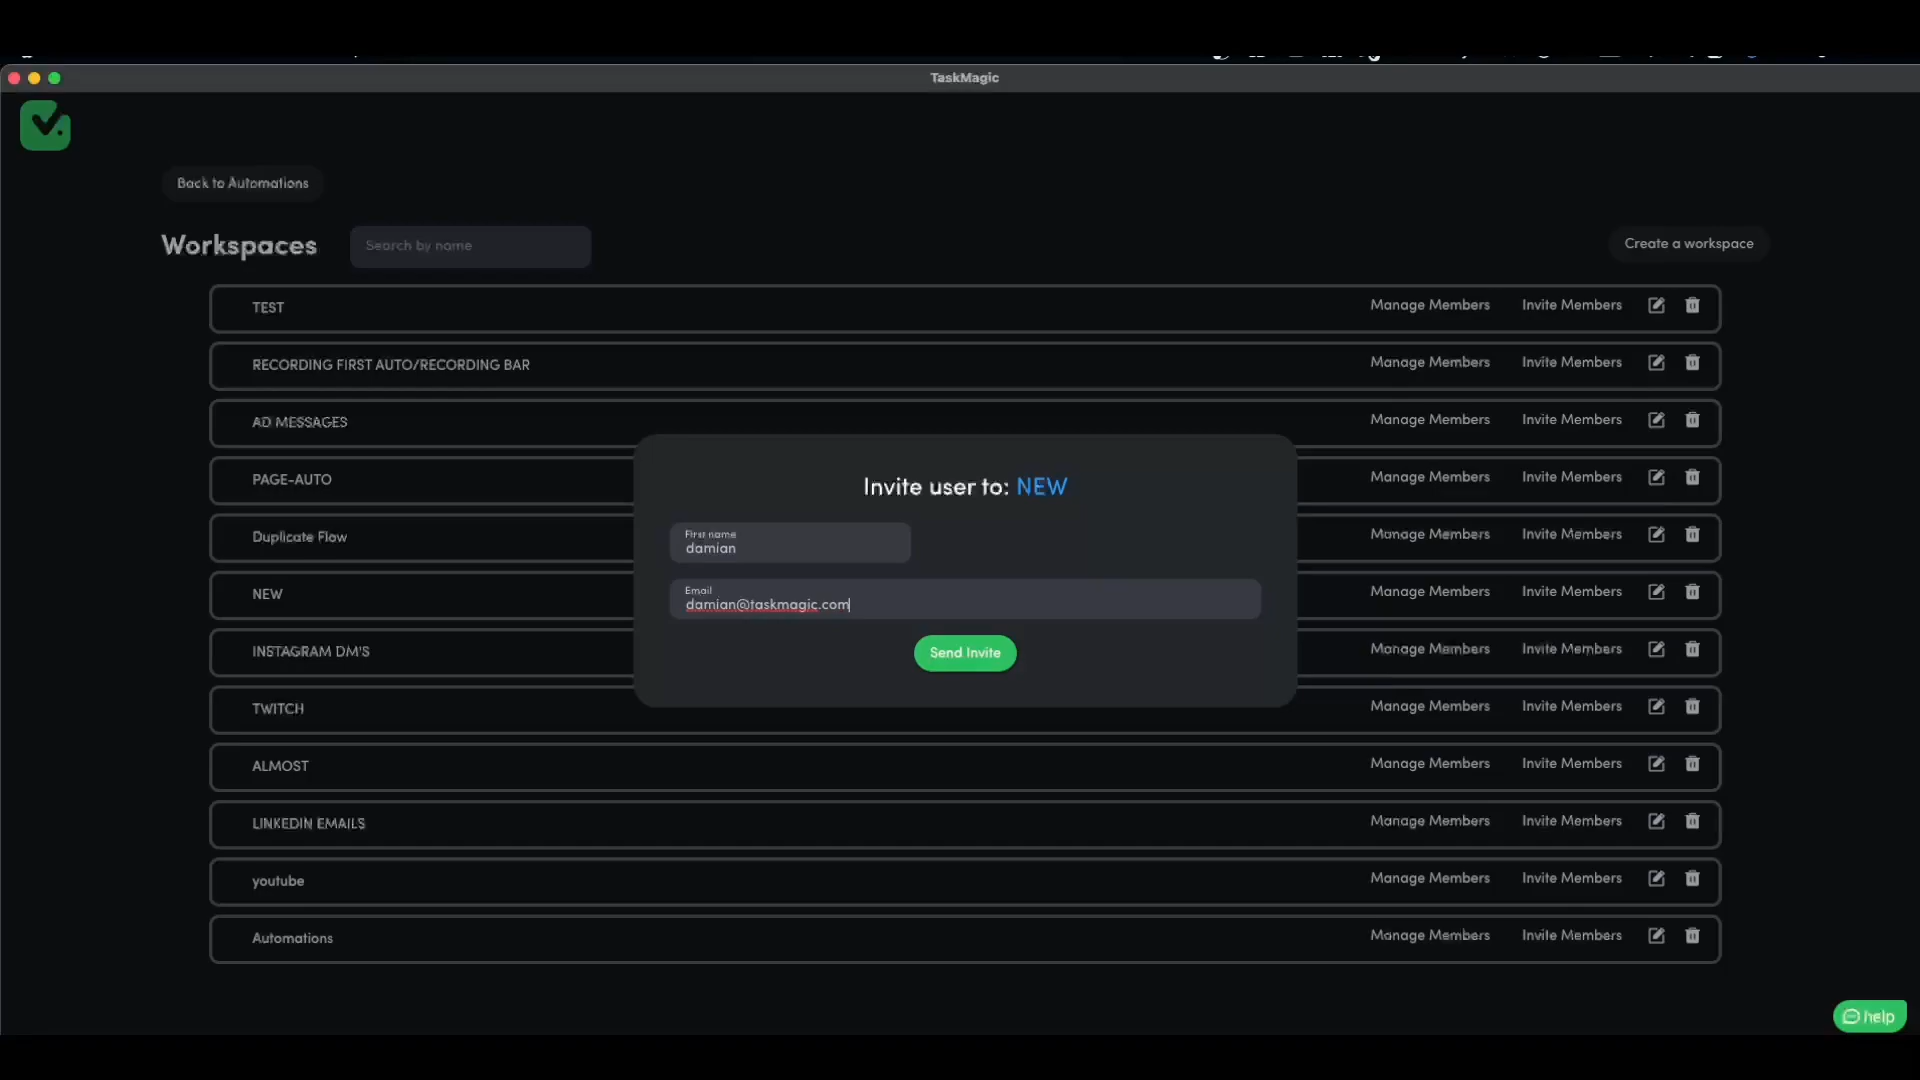 TaskMagic
Back to Automations
Workspaces
Search by name
Create a workspace
TEST Manage Members Invite Members
RECORDING FIRST AUTO/RECORDING BAR Manage Members Invite Members
AD MESSAGES Manage Members Invite Members
PAGE-AUTO Manage Members Invite Members
Duplicate Flow Manage Members Invite Members
NEW Manage Members Invite Members
INSTAGRAM DM'S Manage Members Invite Members
TWITCH Manage Members Invite Members
ALMOST Manage Members Invite Members
LINKEDIN EMAILS Manage Members Invite Members
youtube Manage Members Invite Members
Automations Manage Members Invite Members
Invite user to: NEW
First name
damian
Email
damian@taskmagic.com
Send Invite
help